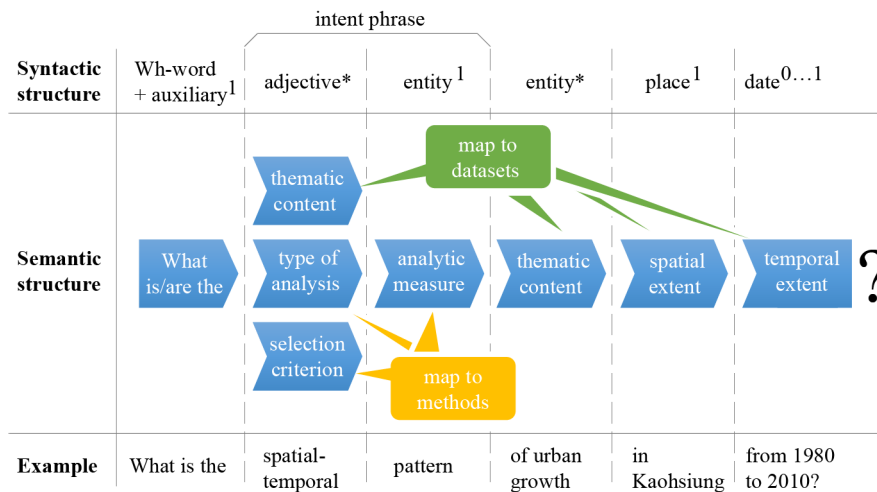 intent phrase
Syntactic
structure
Wh-word
+ auxiliary1
adjective*
entity1
entity*
place1
date0…1
map to
datasets
thematic
content
Semantic
structure
What
is/are the
type of
analysis
analytic
measure
thematic
content
spatial
extent
temporal
extent
?
selection
criterion
map to
methods
Example
What is the
spatial-
temporal
pattern
of urban
growth
in
Kaohsiung
from 1980
to 2010?